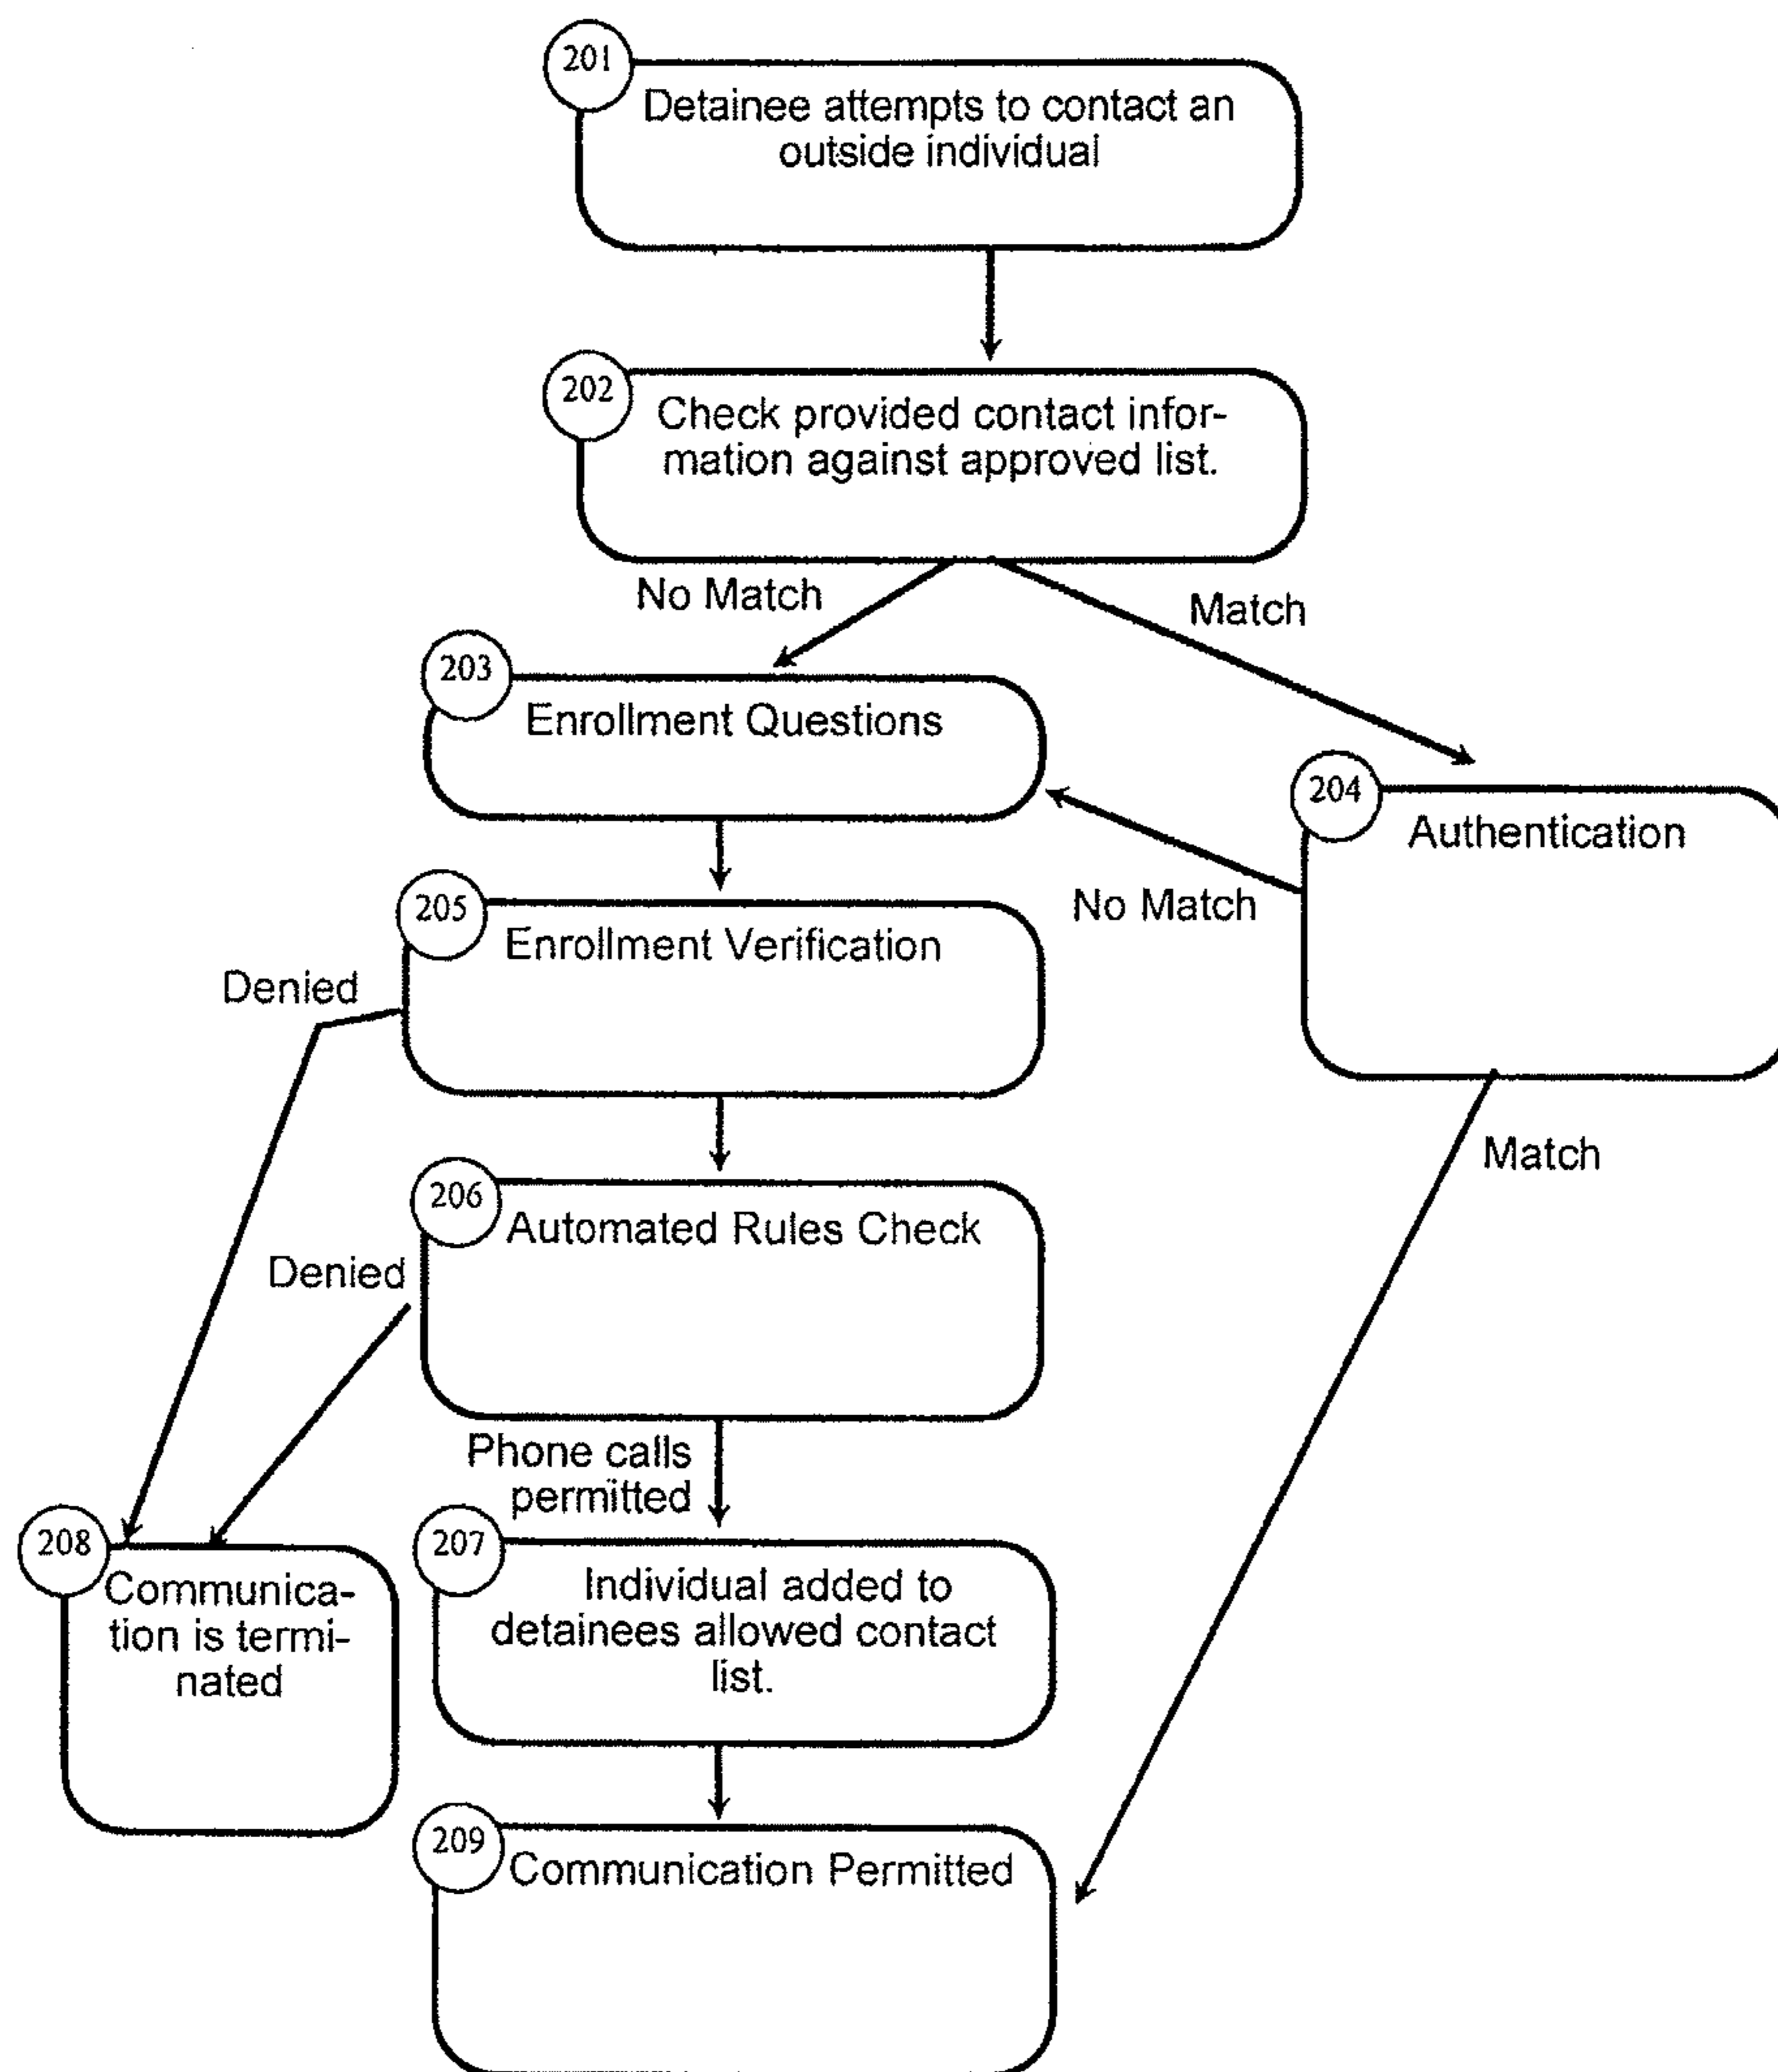 201
Detainee attempts to contact an
outside individual
202
Check provided contact infor-
mation against approved list.
No Match
Match
203
Enrollment Questions
204
Authentication
No Match
205
Enrollment Verification
Denied
Match
206
Automated Rules Check
Denied
Phone calls
permitted
208
Communica-
tion is termi-
nated
207
Individual added to
detainees allowed contact
list.
209
Communication Permitted